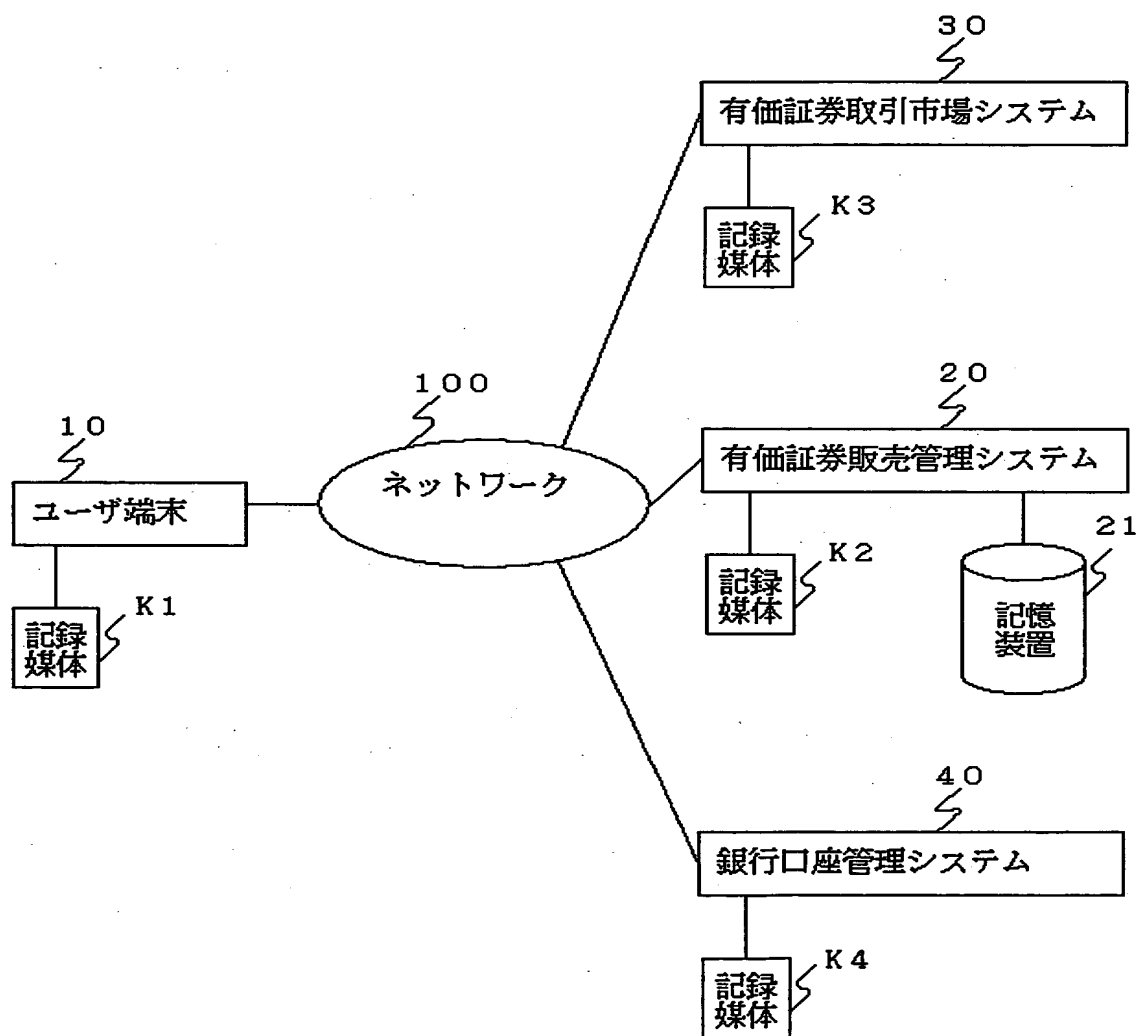 ３０
有価証券取引市場システム
Ｋ３
記録
媒体
１００
ネットワーク
２０
有価証券販売管理システム
１０
ユーザ端末
Ｋ２
記録
媒体
２１
記憶
装置
Ｋ１
記録
媒体
４０
銀行口座管理システム
Ｋ４
記録
媒体